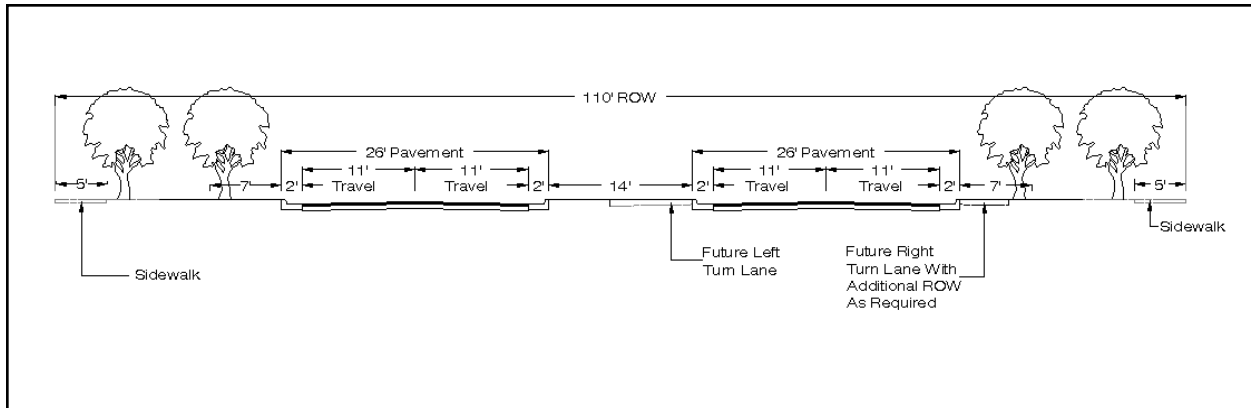 110' ROW
26' Pavement
26' Pavement
5'
7'
2'
11'
11'
2'
14'
2'
11'
11'
2'
7'
5'
Travel
Travel
Travel
Travel
Sidewalk
Future Left
Turn Lane
Future Right
Turn Lane With
Additional ROW
As Required
Sidewalk